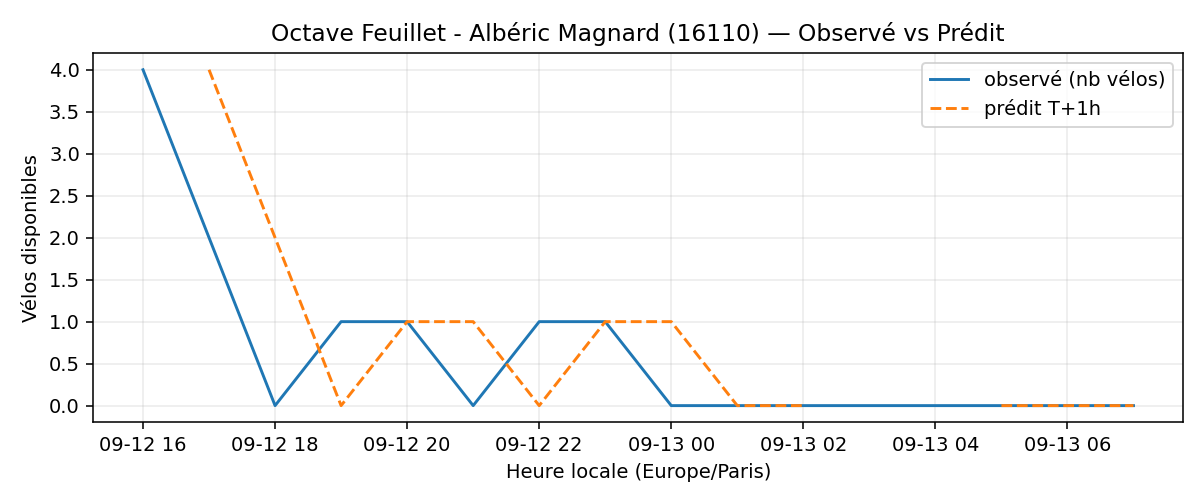 Octave Feuillet - Albéric Magnard (16110) — Observé vs Prédit
observé (nb vélos)
prédit T+1h
Vélos disponibles
4.0
3.5
3.0
2.5
2.0
1.5
1.0
0.5
0.0
09-12 16 09-12 18 09-12 20 09-12 22 09-13 00 09-13 02 09-13 04 09-13 06
Heure locale (Europe/Paris)